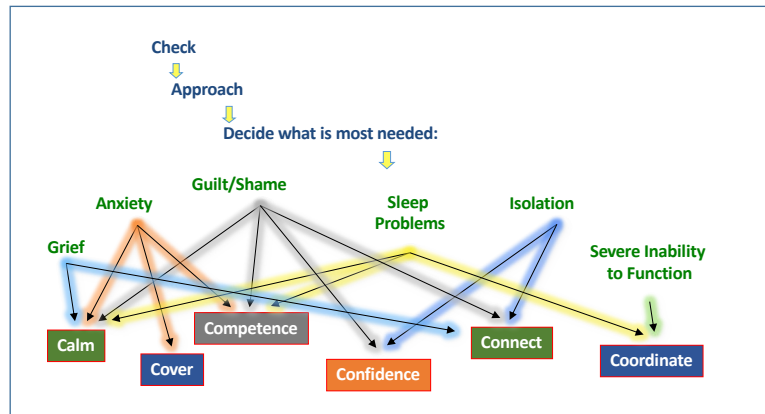 Check
Approach
Decide what is most needed:
Guilt/Shame
Anxiety
Sleep
Problems
Isolation
Grief
Severe Inability
to Function
Calm
Cover
Competence
Confidence
Connect
Coordinate